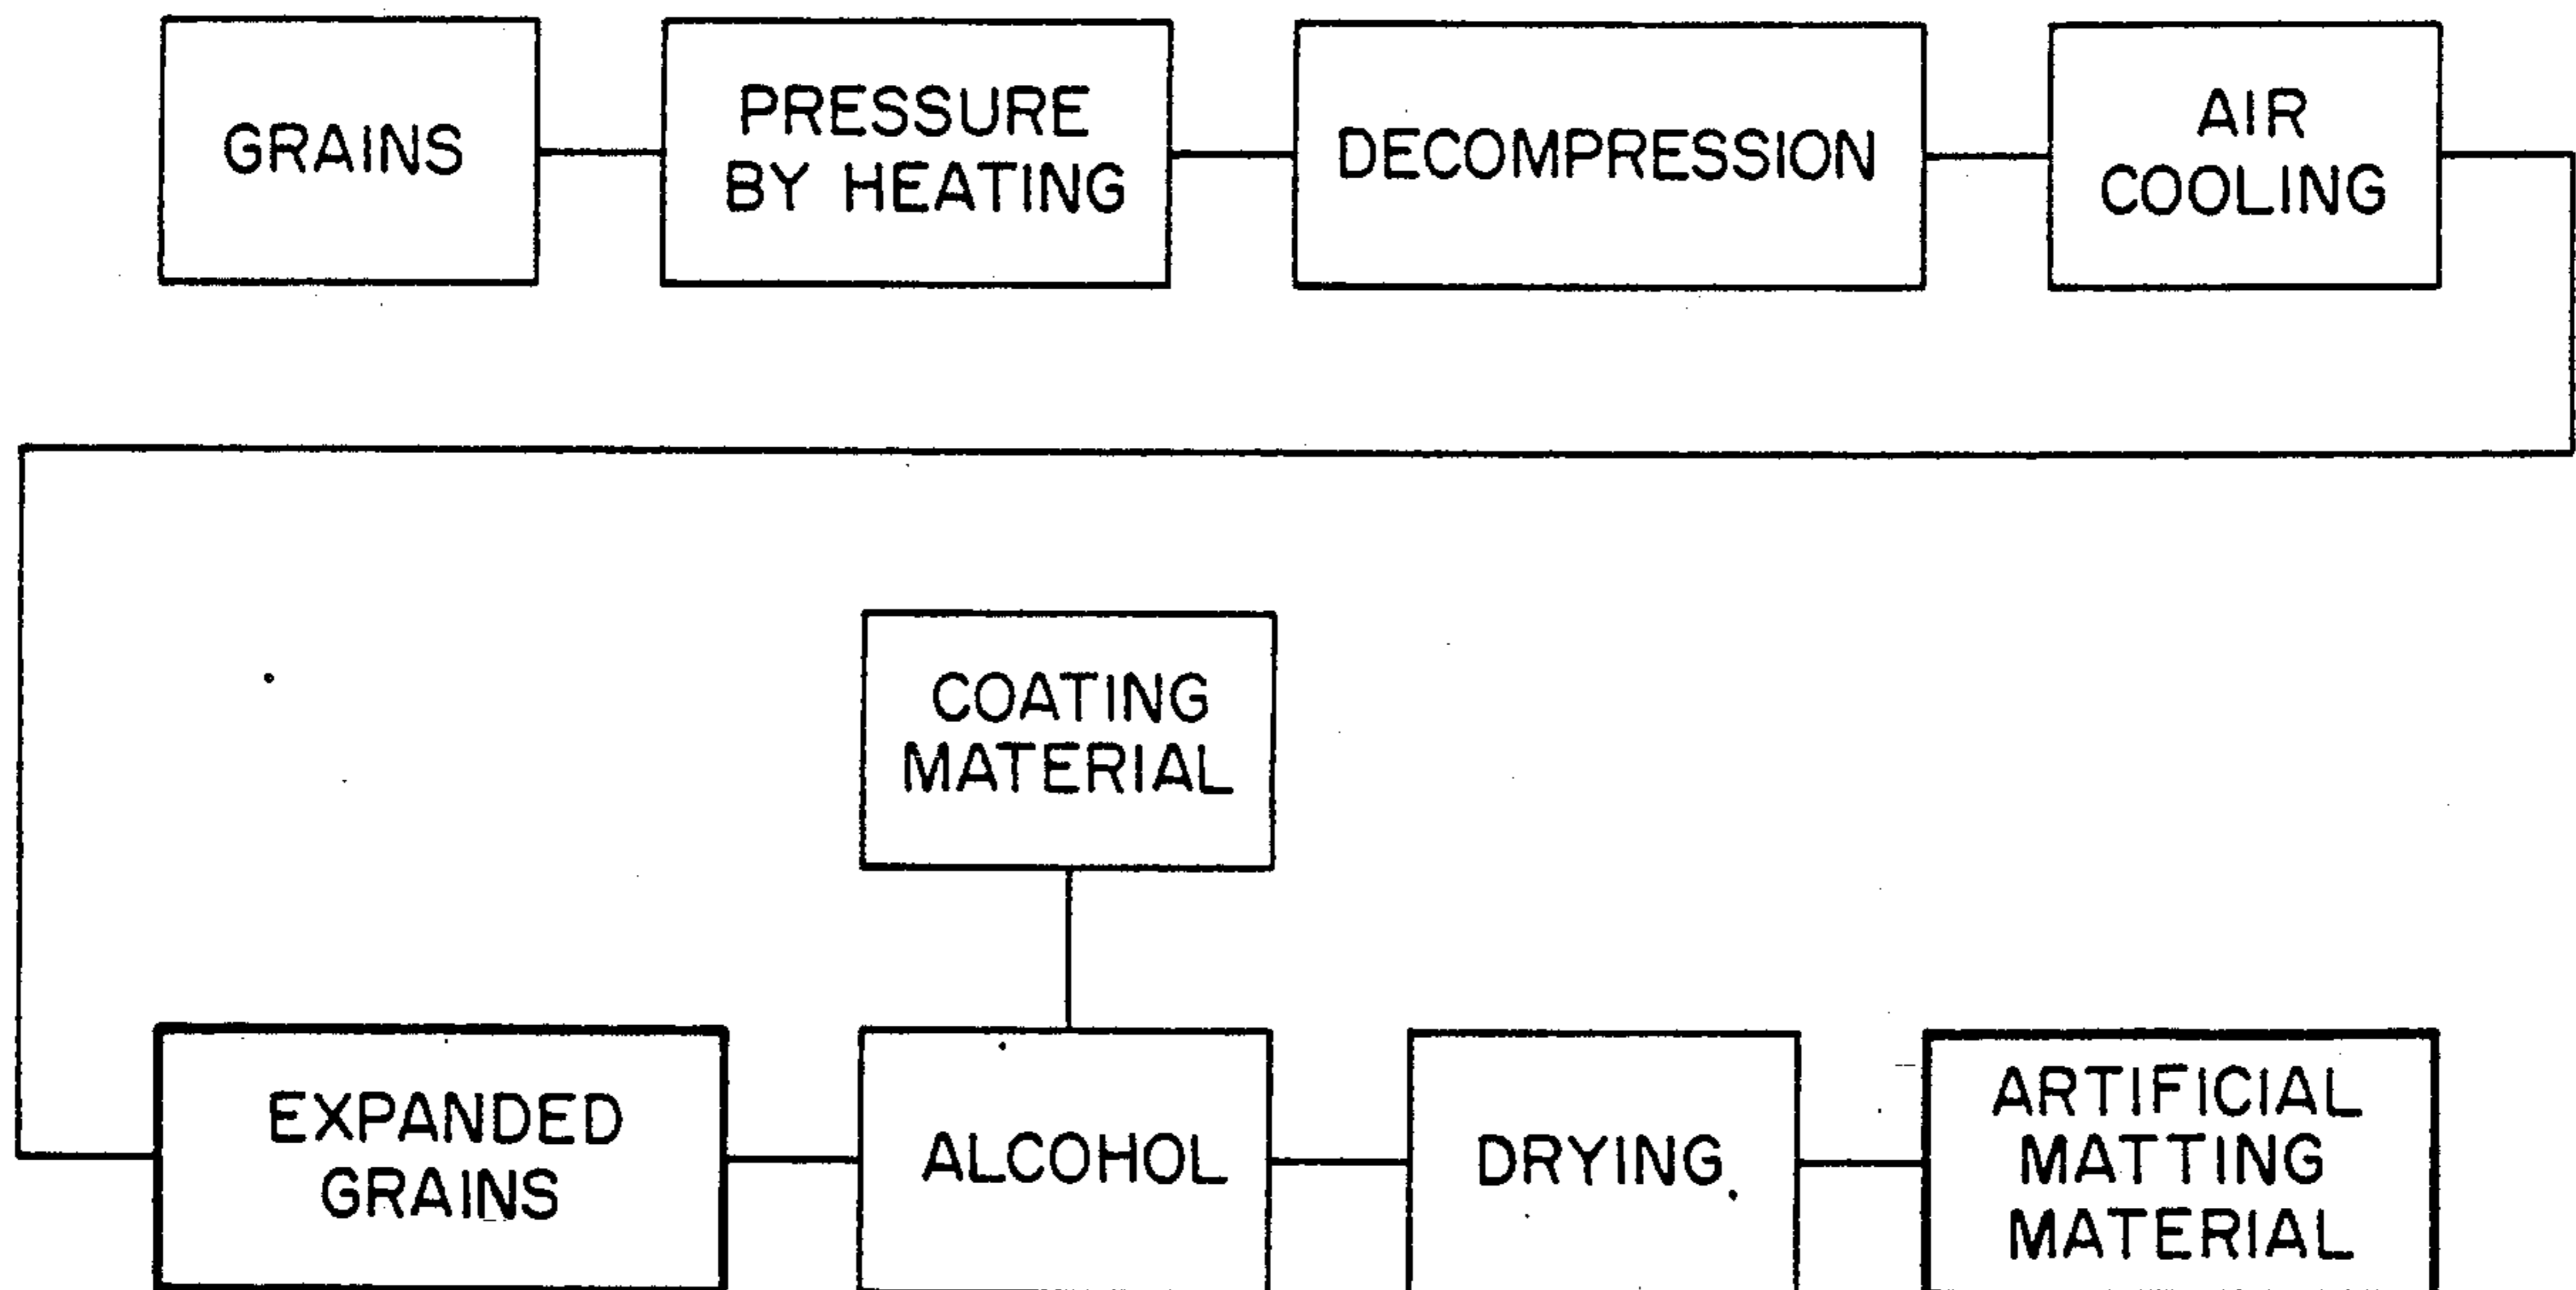 GRAINS
PRESSURE
BY HEATING
DECOMPRESSION
AIR
COOLING
COATING
MATERIAL
EXPANDED
GRAINS
ALCOHOL
DRYING
ARTIFICIAL
MATTING
MATERIAL